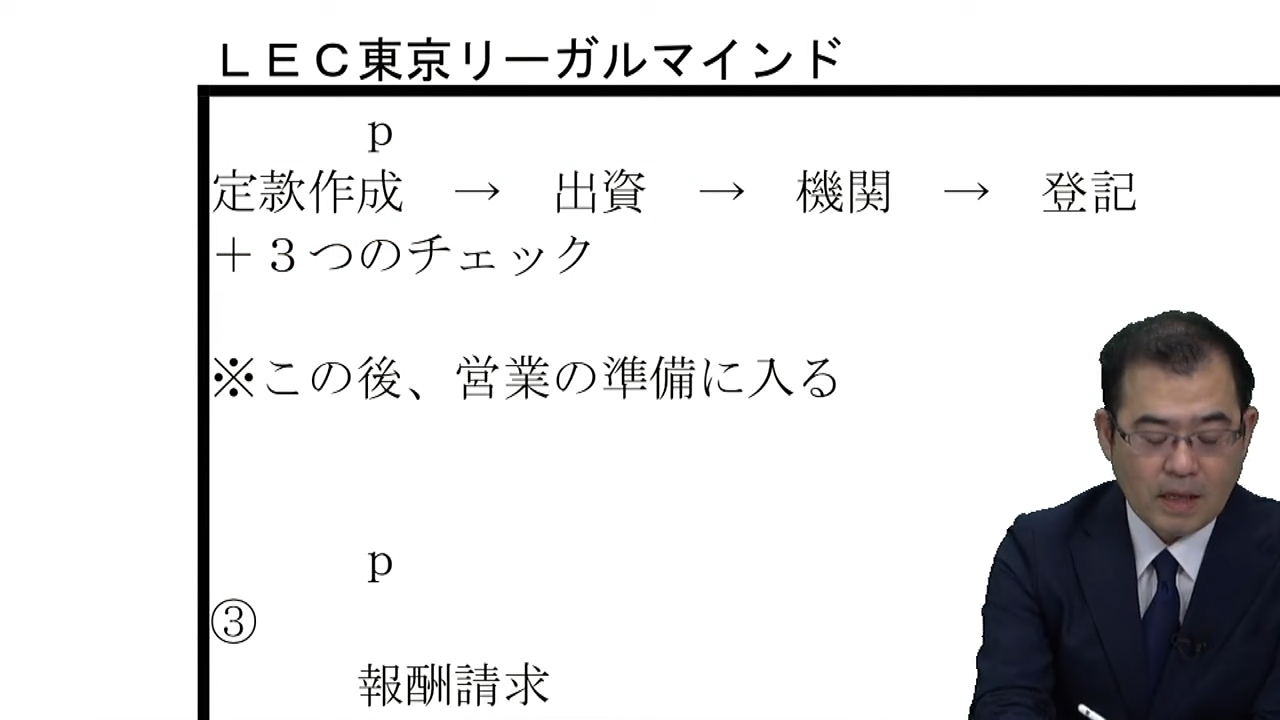 ＬＥＣ東京リーガルマインド
ｐ
定款作成　→　出資　→　機関　→　登記
＋３つのチェック
※この後、営業の準備に入る
ｐ
③
報酬請求